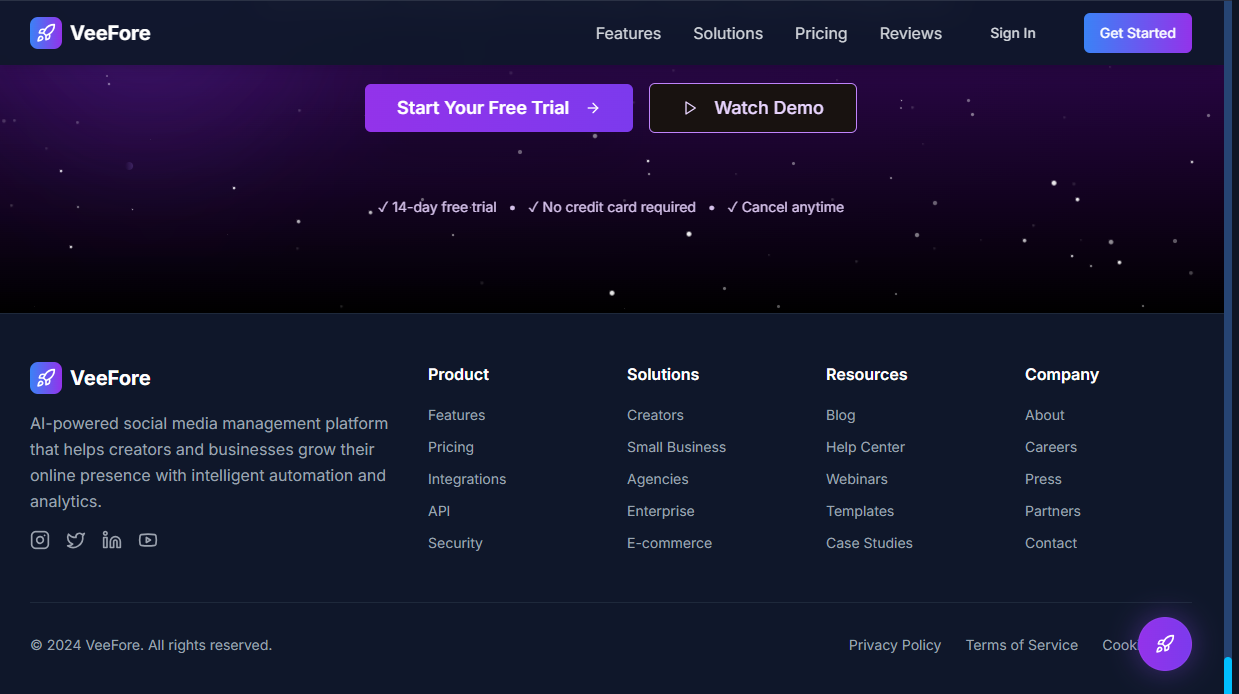 VeeFore
Features Solutions Pricing Reviews Sign In Get Started
Start Your Free Trial → Watch Demo
✓ 14-day free trial • ✓ No credit card required • ✓ Cancel anytime
VeeFore
AI-powered social media management platform
that helps creators and businesses grow their
online presence with intelligent automation and
analytics.
Product
Features
Pricing
Integrations
API
Security
Solutions
Creators
Small Business
Agencies
Enterprise
E-commerce
Resources
Blog
Help Center
Webinars
Templates
Case Studies
Company
About
Careers
Press
Partners
Contact
© 2024 VeeFore. All rights reserved.
Privacy Policy Terms of Service